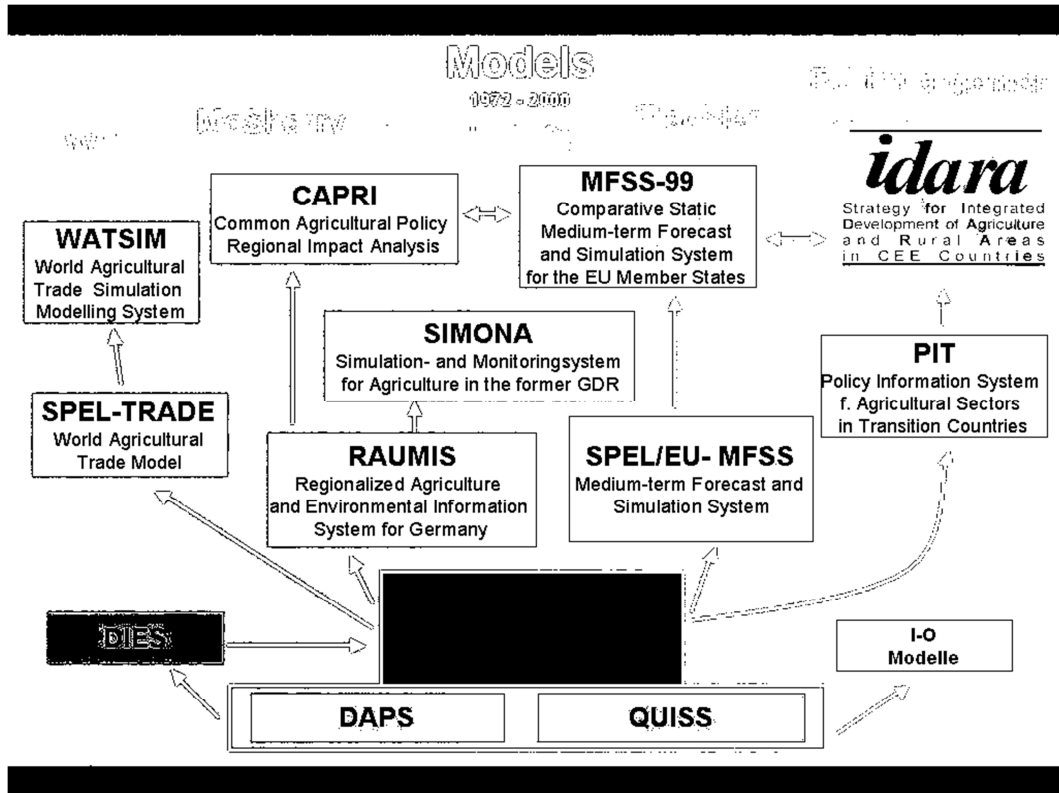 Models
1972 - 2000
CAPRI
Common Agricultural Policy
Regional Impact Analysis
MFSS-99
Comparative Static
Medium-term Forecast
and Simulation System
for the EU Member States
idara
Strategy for Integrated
Development of Agriculture
and Rural Areas
in CEE Countries
WATSIM
World Agricultural
Trade Simulation
Modelling System
SIMONA
Simulation- and Monitoringsystem
for Agriculture in the former GDR
PIT
Policy Information System
f. Agricultural Sectors
in Transition Countries
SPEL-TRADE
World Agricultural
Trade Model
RAUMIS
Regionalized Agriculture
and Environmental Information
System for Germany
SPEL/EU- MFSS
Medium-term Forecast and
Simulation System
DIES
I-O
Modelle
DAPS
QUISS